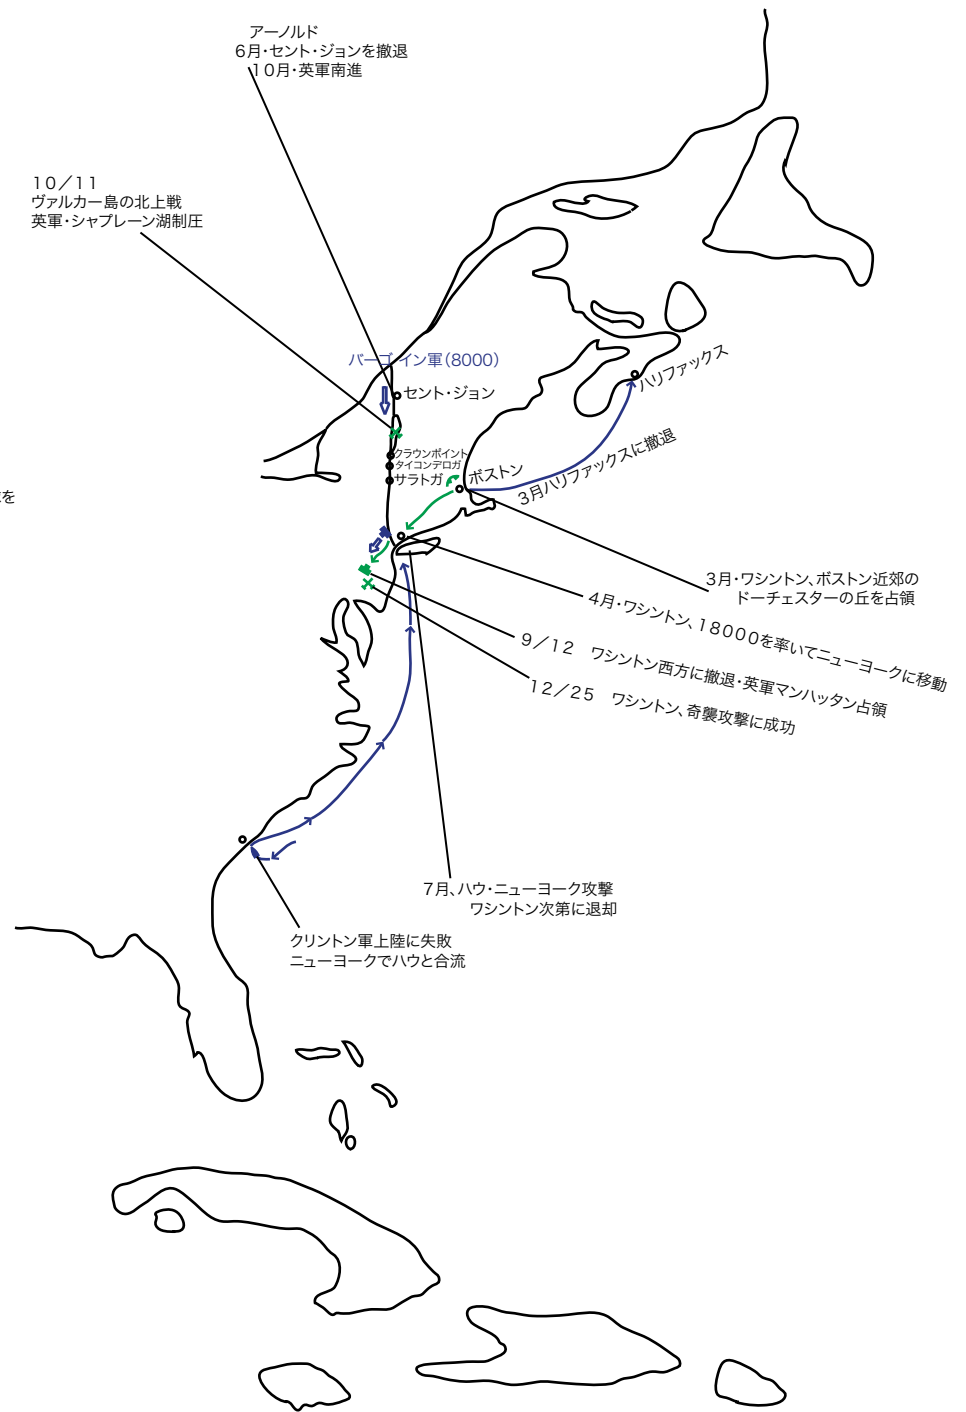 アーノルド
6月・セント・ジョンを撤退
10月・英軍南進
10／11
ヴァルカー島の北上戦
英軍・シャプレーン湖制圧
バーゴイン軍(8000)
セント・ジョン
ハリファックス
クラウンポイント
タイコンデロガ
サラトガ
ボストン
3月ハリファックスに撤退
を
3月・ワシントン、ボストン近郊の
ドーチェスターの丘を占領
4月・ワシントン、18000を率いてニューヨークに移動
9／12　ワシントン西方に撤退・英軍マンハッタン占領
12／25　ワシントン、奇襲攻撃に成功
7月、ハウ・ニューヨーク攻撃
ワシントン次第に退却
クリントン軍上陸に失敗
ニューヨークでハウと合流